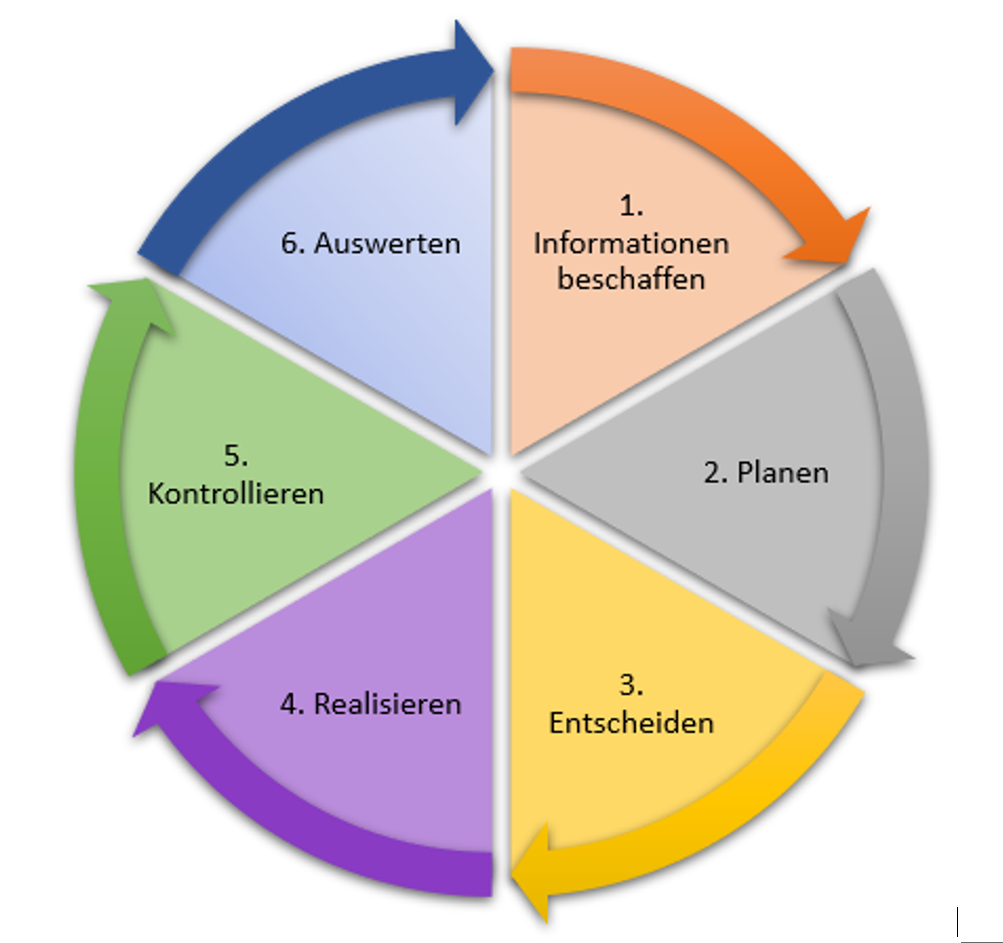 1.
Informationen
beschaffen
2. Planen
3.
Entscheiden
4. Realisieren
5.
Kontrollieren
6. Auswerten